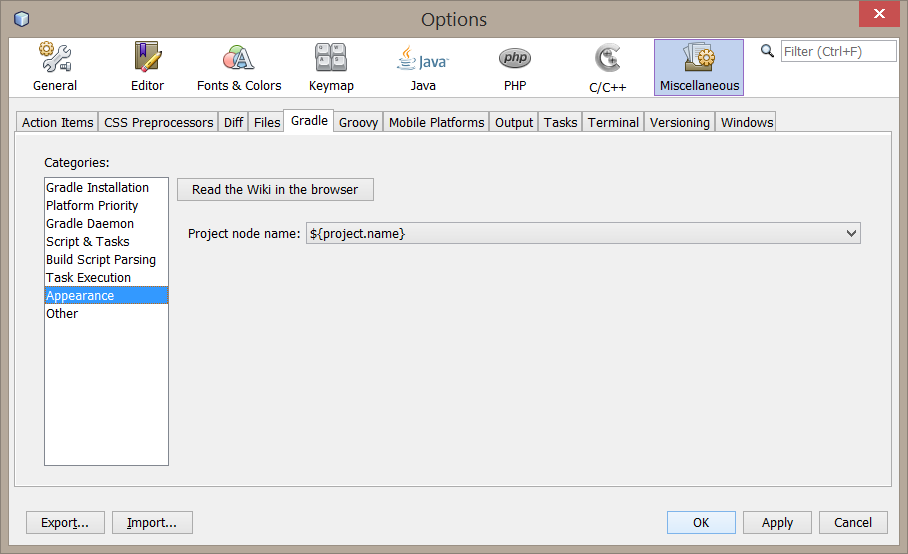 Options
Filter (Ctrl+F)
Java
php
General Editor Fonts & Colors Keymap Java PHP C/C++ Miscellaneous
Action Items CSS Preprocessors Diff Files Gradle Groovy Mobile Platforms Output Tasks Terminal Versioning Windows
Categories:
Gradle Installation
Platform Priority
Gradle Daemon
Script & Tasks
Build Script Parsing
Task Execution
Appearance
Other
Read the Wiki in the browser
Project node name: ${project.name}
Export... Import... OK Apply Cancel